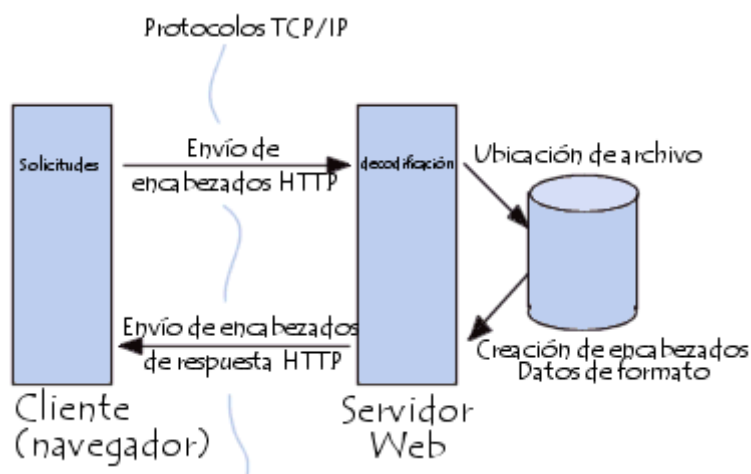 Protocolos TCP/IP
Solicitudes
Envío de
encabezados HTTP
decodificación
Ubicación de archivo
Envío de encabezados
de respuesta HTTP
Creación de encabezados
Datos de formato
Cliente
(navegador)
Servidor
Web